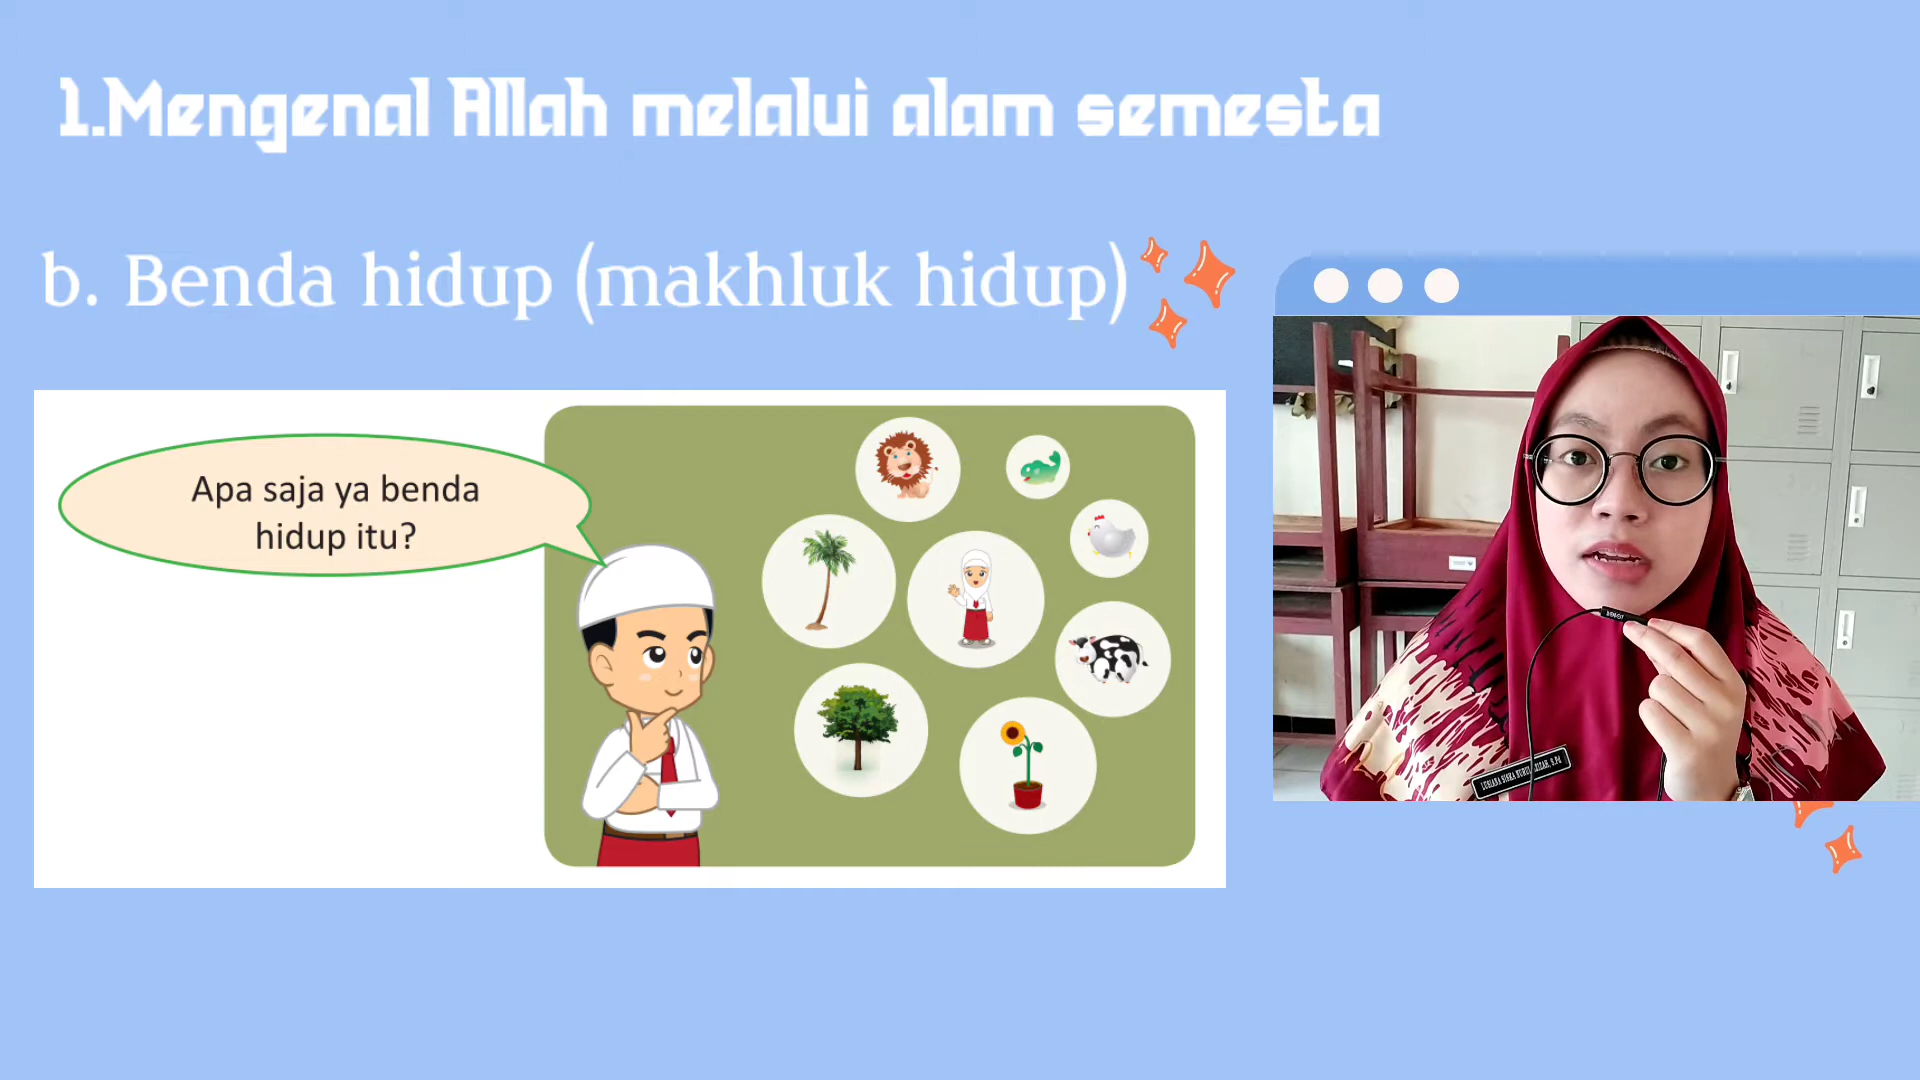 1.Mengenal Allah melalui alam semesta
b. Benda hidup (makhluk hidup)
Apa saja ya benda
hidup itu?